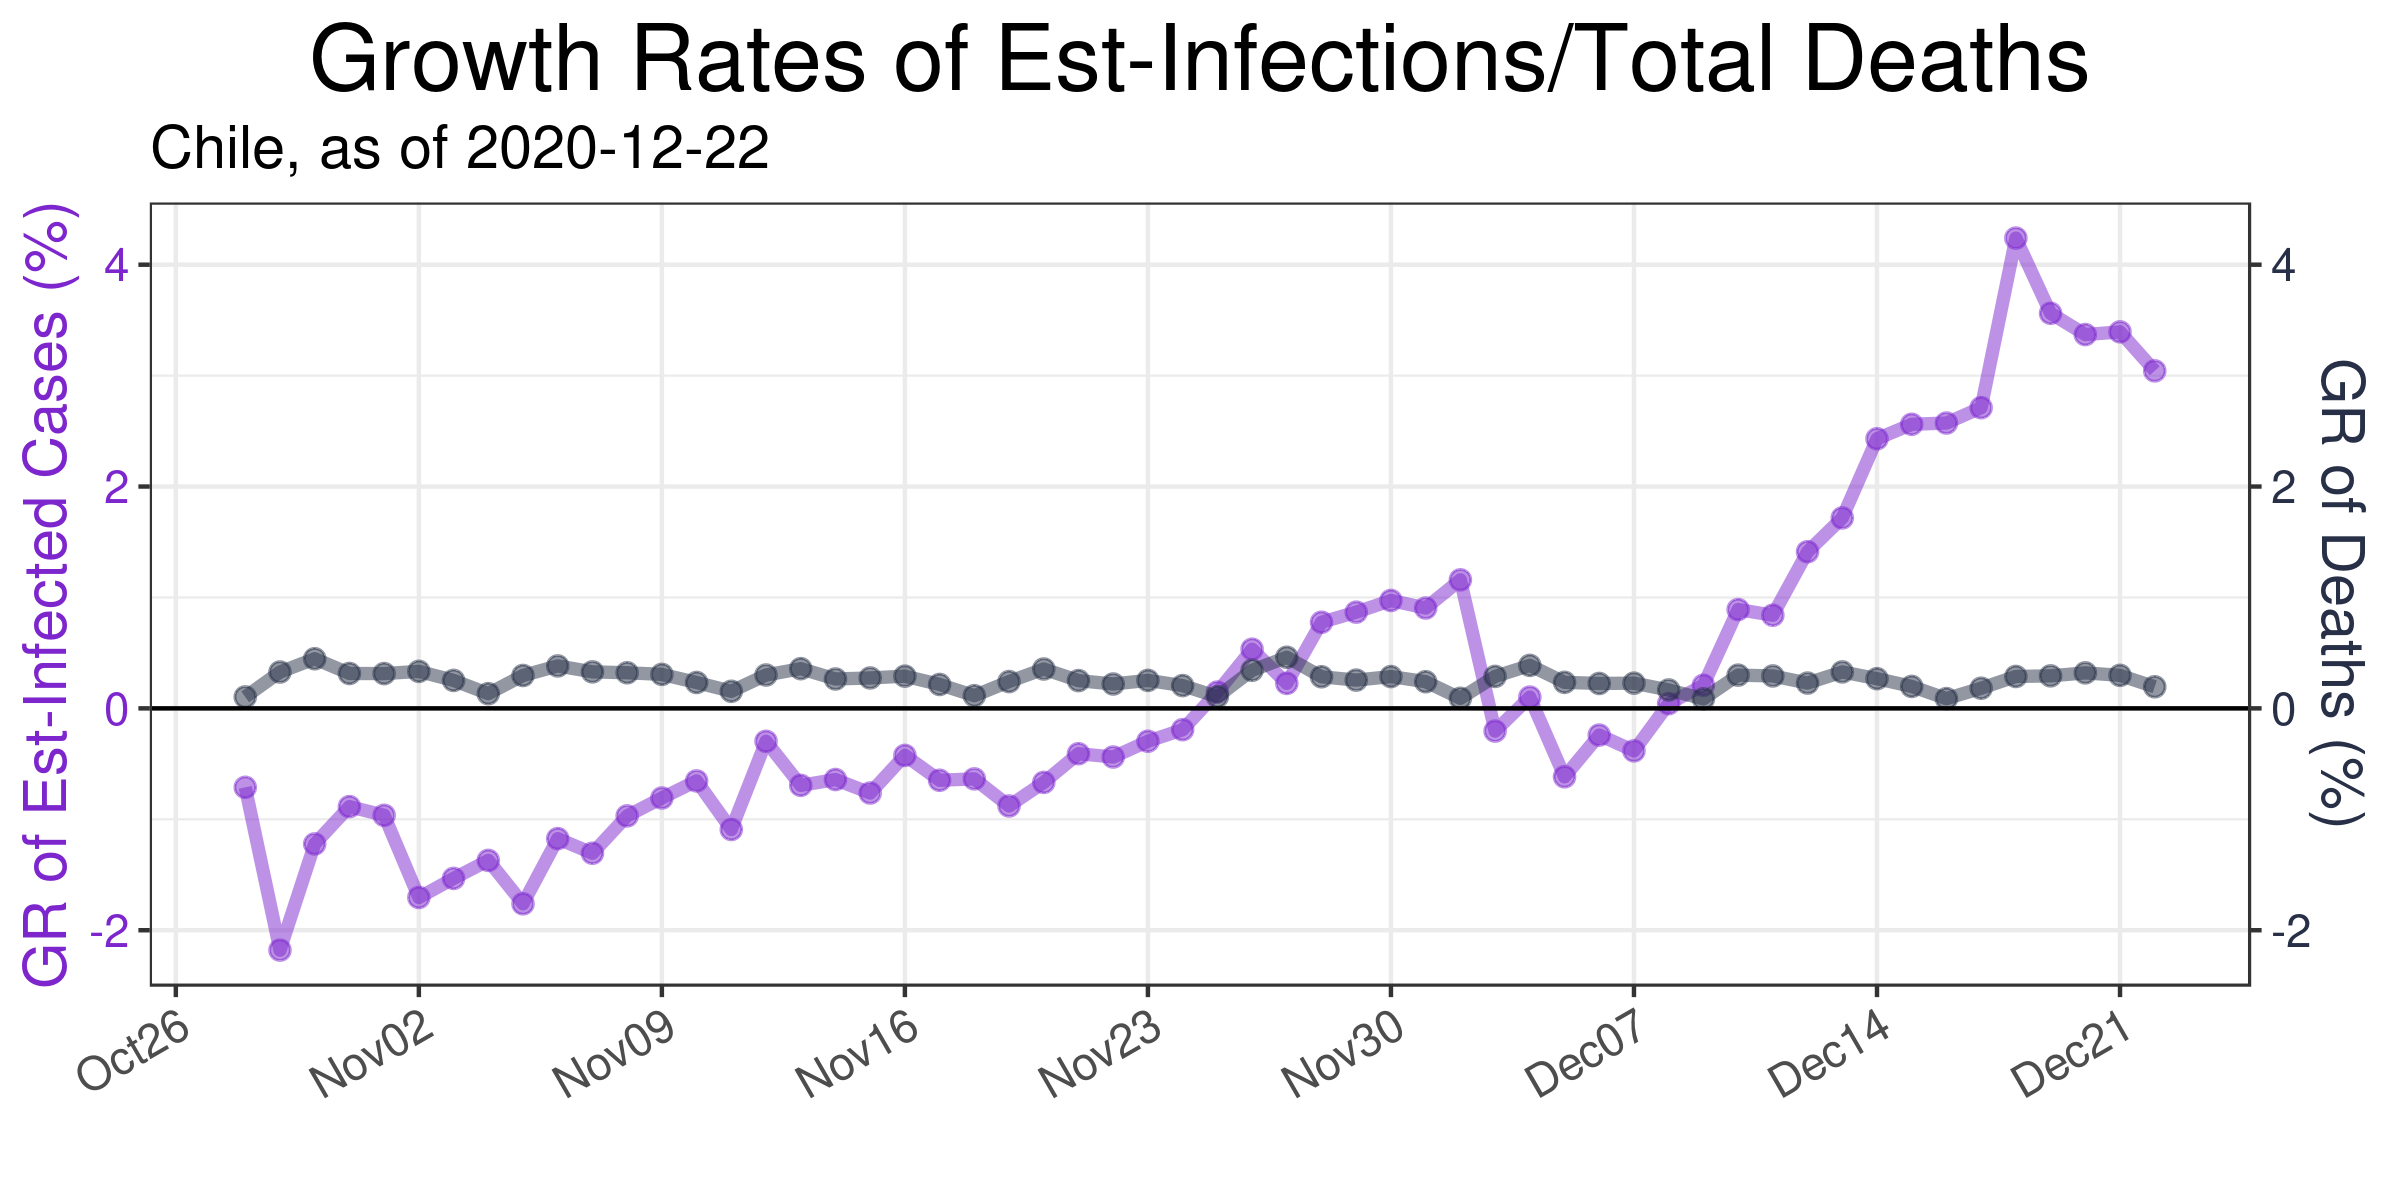 Growth Rates of Est-Infections/Total Deaths
Chile, as of 2020-12-22
GR of Est-Infected Cases (%)
4
2
0
-2
4
2
0
-2
GR of Deaths (%)
Oct26
Nov02
Nov09
Nov16
Nov23
Nov30
Dec07
Dec14
Dec21